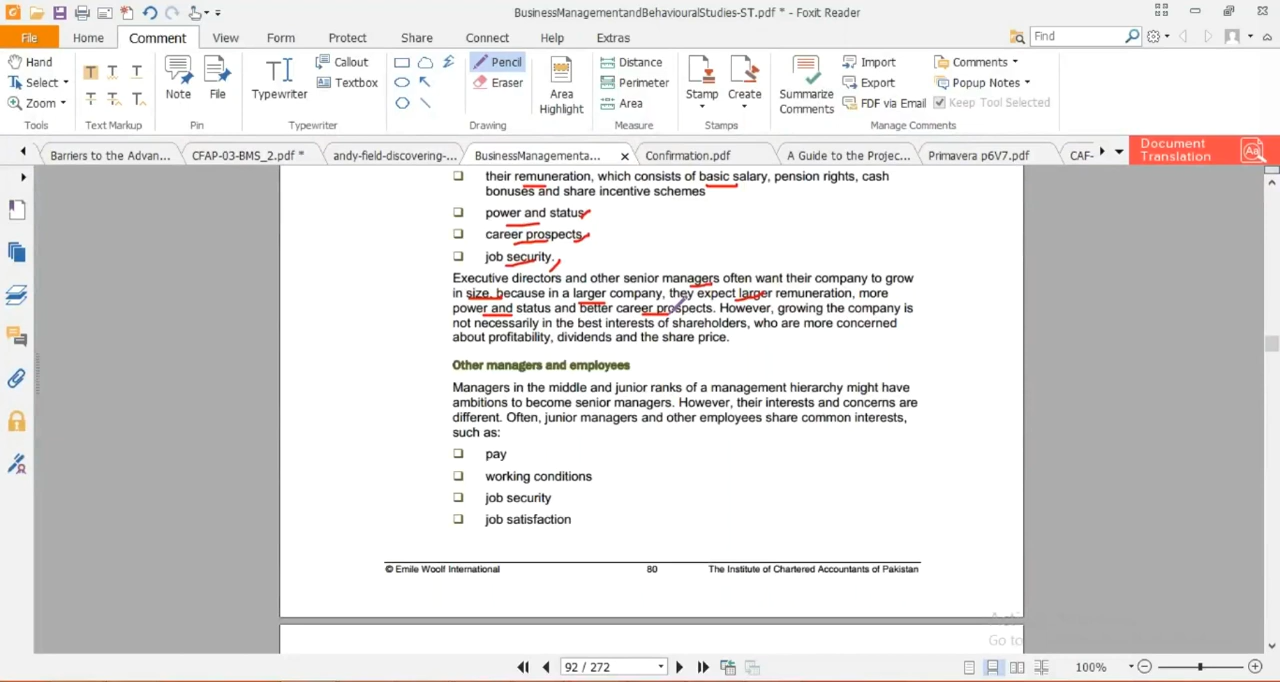 BusinessManagementandBehaviouralStudies-ST.pdf * - Foxit Reader
File Home Comment View Form Protect Share Connect Help Extras Find
Hand Select Zoom Tools
Text Markup
Note File Pin
Typewriter Callout Textbox Typewriter
Pencil Eraser Drawing
Area Highlight Distance Perimeter Area Measure
Stamp Create Stamps
Summarize Comments Import Export FDF via Email Comments Popup Notes Keep Tool Selected Manage Comments
Barriers to the Advan... CFAP-03-BMS_2.pdf * andy-field-discovering-... BusinessManagementa... Confirmation.pdf A Guide to the Projec... Primavera p6V7.pdf CAF-
Document Translation
their remuneration, which consists of basic salary, pension rights, cash
bonuses and share incentive schemes
power and status
career prospects
job security.
Executive directors and other senior managers often want their company to grow
in size, because in a larger company, they expect larger remuneration, more
power and status and better career prospects. However, growing the company is
not necessarily in the best interests of shareholders, who are more concerned
about profitability, dividends and the share price.
Other managers and employees
Managers in the middle and junior ranks of a management hierarchy might have
ambitions to become senior managers. However, their interests and concerns are
different. Often, junior managers and other employees share common interests,
such as:
pay
working conditions
job security
job satisfaction
© Emile Woolf International 80 The Institute of Chartered Accountants of Pakistan
Go to
92 / 272 100%